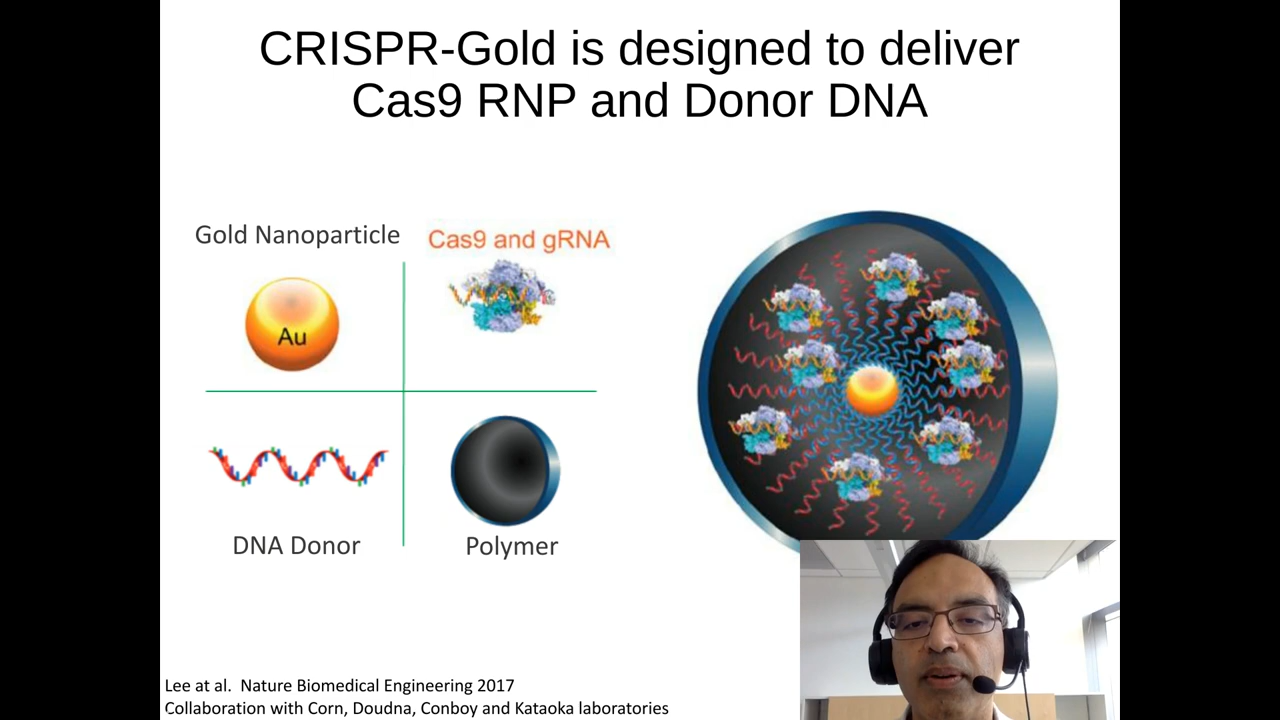 CRISPR-Gold is designed to deliver
Cas9 RNP and Donor DNA
Gold Nanoparticle
Cas9 and gRNA
Au
DNA Donor
Polymer
Lee at al. Nature Biomedical Engineering 2017
Collaboration with Corn, Doudna, Conboy and Kataoka laboratories